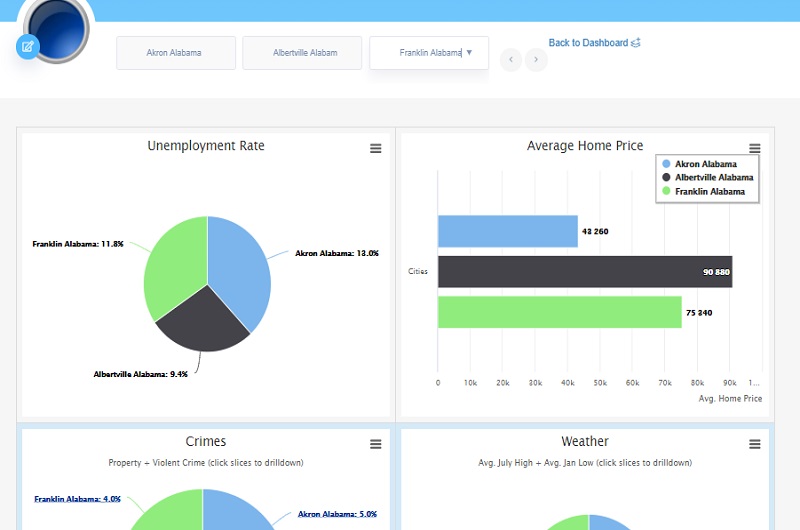 Akron Alabama
Albertville Alabam
Franklin Alabama
Back to Dashboard
Unemployment Rate
Franklin Alabama: 11.8%
Akron Alabama: 13.0%
Albertville Alabama: 9.4%
Average Home Price
Akron Alabama
Albertville Alabama
Franklin Alabama
43 260
Cities
90 880
75 340
0 10k 20k 30k 40k 50k 60k 70k 80k 90k 1...
Avg. Home Price
Crimes
Property + Violent Crime (click slices to drilldown)
Franklin Alabama: 4.0%
Akron Alabama: 5.0%
Weather
Avg. July High + Avg. Jan Low (click slices to drilldown)